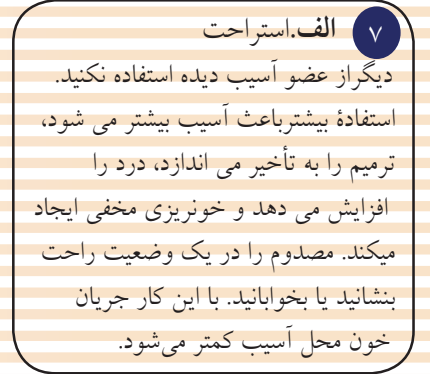 ۷ الف.استراحت
دیگراز عضو آسیب دیده استفاده نکنید.
استفادۀ بیشترباعث آسیب بیشتر می شود،
ترمیم را به تأخیر می اندازد، درد را
افزایش می دهد و خونریزی مخفی ایجاد
میکند. مصدوم را در یک وضعیت راحت
بنشانید یا بخوابانید. با این کار جریان
خون محل آسیب کمتر می‌شود.